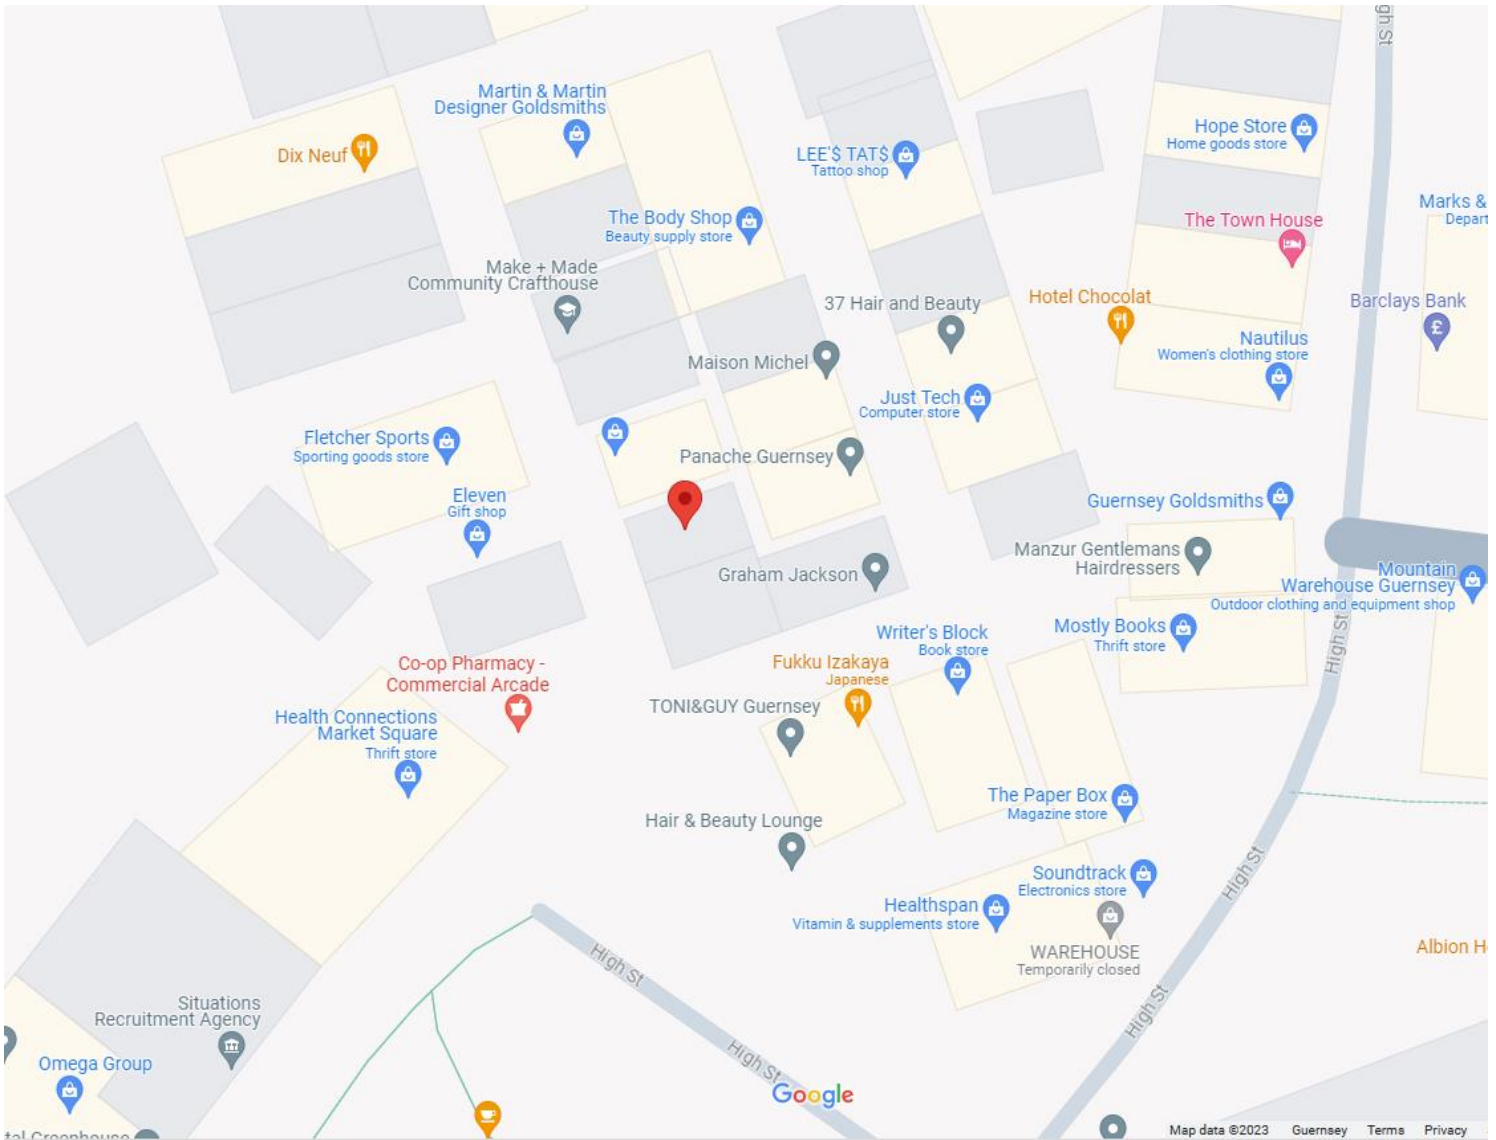 gh St
Martin & Martin
Designer Goldsmiths
Dix Neuf
LEE'$ TAT$
Tattoo shop
Hope Store
Home goods store
The Body Shop
Beauty supply store
The Town House
Marks &
Depart
Make + Made
Community Crafthouse
37 Hair and Beauty
Hotel Chocolat
Barclays Bank
£
Nautilus
Women's clothing store
Maison Michel
Just Tech
Computer store
Fletcher Sports
Sporting goods store
Panache Guernsey
Eleven
Gift shop
Guernsey Goldsmiths
Manzur Gentlemans
Hairdressers
Graham Jackson
Mountain
Warehouse Guernsey
Outdoor clothing and equipment shop
High St
Mostly Books
Thrift store
Writer's Block
Book store
Fukku Izakaya
Japanese
Co-op Pharmacy -
Commercial Arcade
TONI&GUY Guernsey
Health Connections
Market Square
Thrift store
The Paper Box
Magazine store
Hair & Beauty Lounge
High St
Soundtrack
Electronics store
Healthspan
Vitamin & supplements store
WAREHOUSE
Temporarily closed
Albion H
High St
High St
Situations
Recruitment Agency
Omega Group
High St
Google
tal Greenhouse
Map data ©2023 Guernsey Terms Privacy